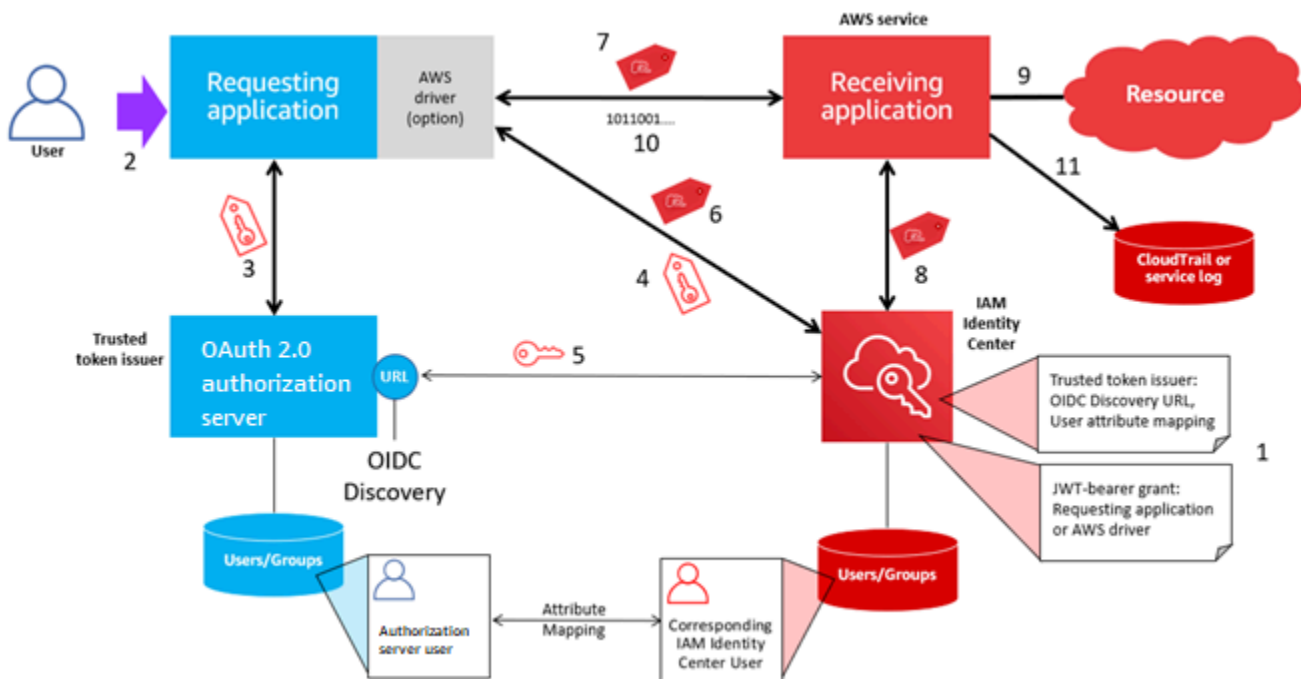 AWS service
7
Requesting
application
AWS
driver
(option)
Receiving
application
9
Resource
User
2
1011001....
10
11
3
6
4
8
CloudTrail or
service log
Trusted
token issuer
OAuth 2.0
authorization
server
URL
5
IAM
Identity
Center
OIDC
Discovery
Trusted token issuer:
OIDC Discovery URL,
User attribute mapping
1
JWT-bearer grant:
Requesting application
or AWS driver
Users/Groups
Users/Groups
Authorization
server user
Attribute
Mapping
Corresponding
IAM Identity
Center User